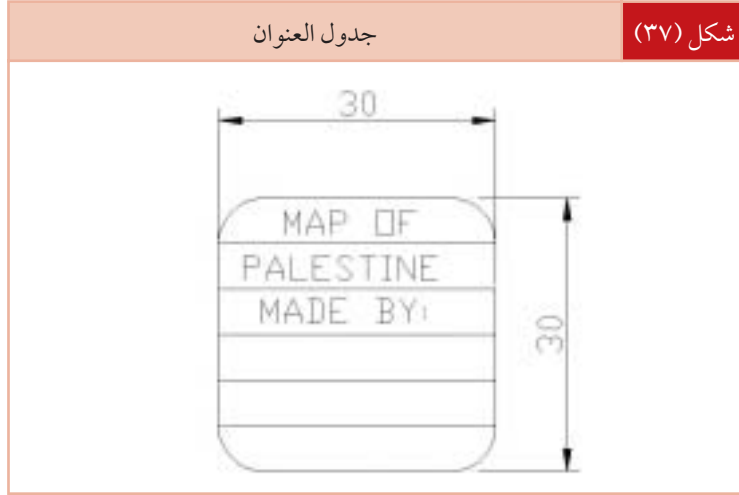 شكل (٣٧)
جدول العنوان
30
MAP OF
PALESTINE
MADE BY:
30